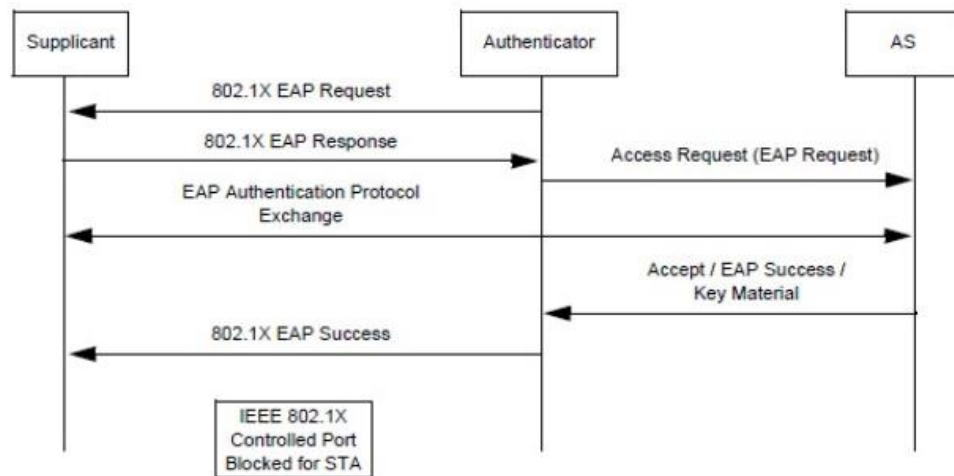 Supplicant
Authenticator
AS
802.1X EAP Request
802.1X EAP Response
Access Request (EAP Request)
EAP Authentication Protocol
Exchange
Accept / EAP Success /
Key Material
802.1X EAP Success
IEEE 802.1X
Controlled Port
Blocked for STA